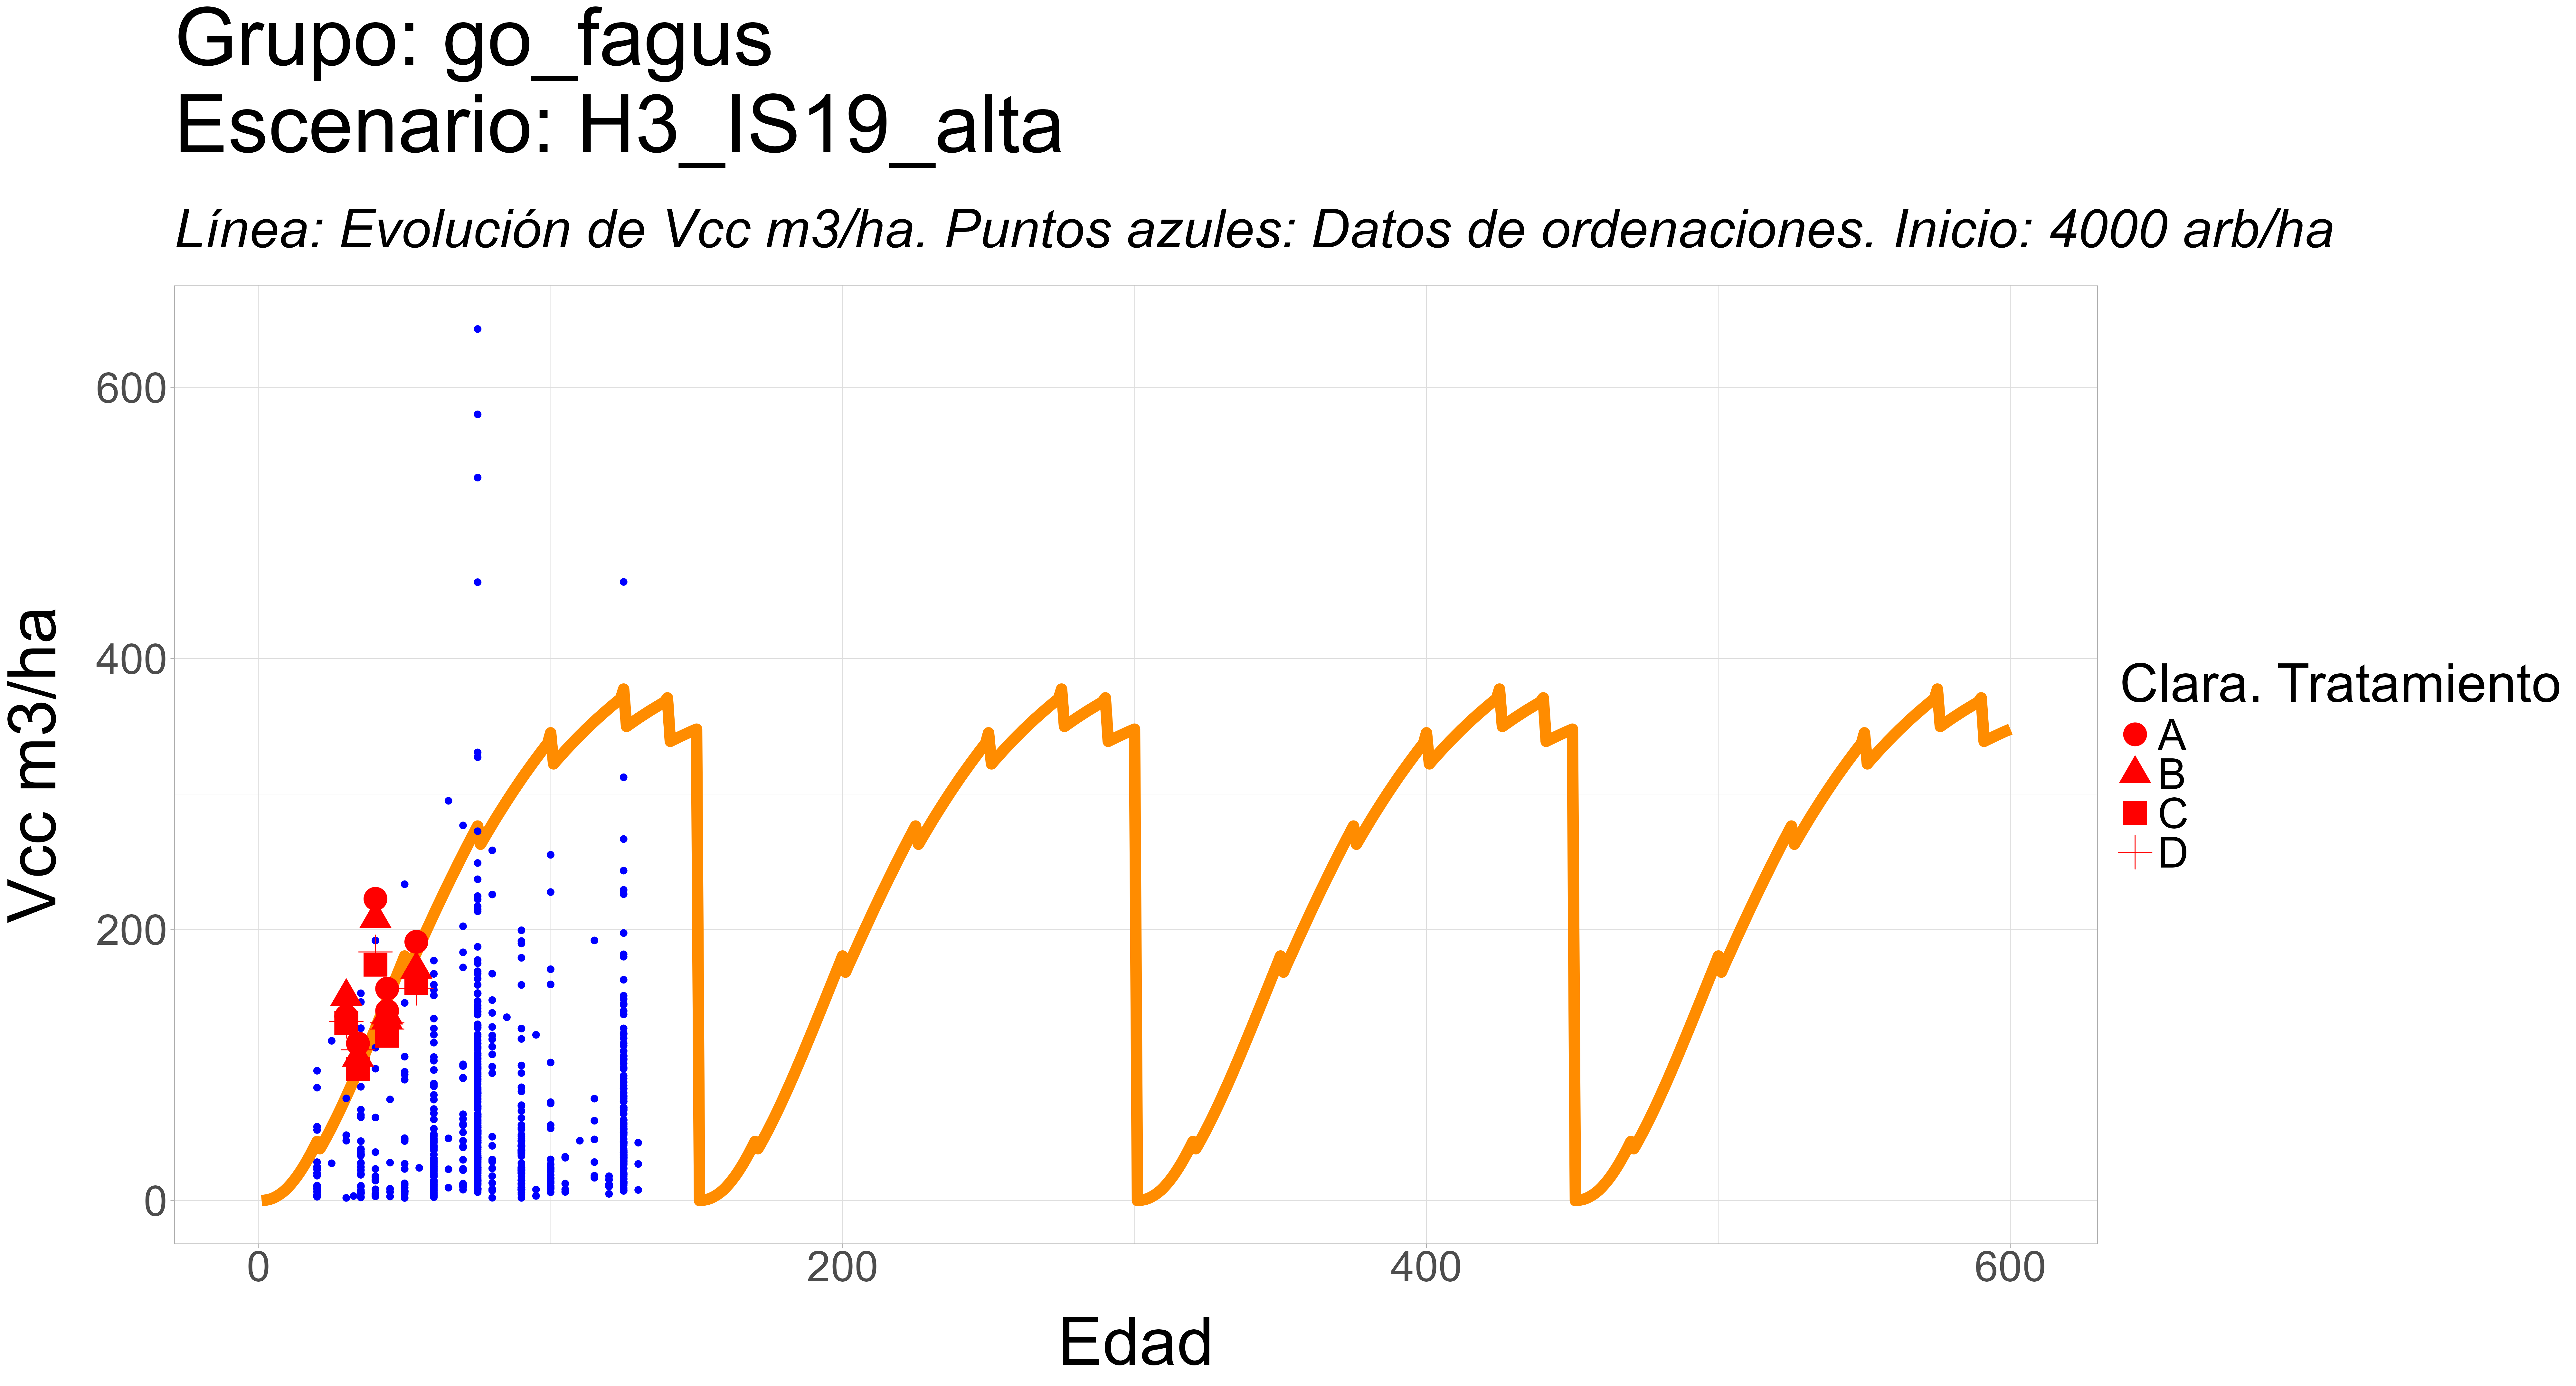 Grupo: go_fagus
Escenario: H3_IS19_alta
Línea: Evolución de Vcc m3/ha. Puntos azules: Datos de ordenaciones. Inicio: 4000 arb/ha
Vcc m3/ha
600
400
200
0
0
200
400
600
Edad
Clara. Tratamiento
A
B
C
D